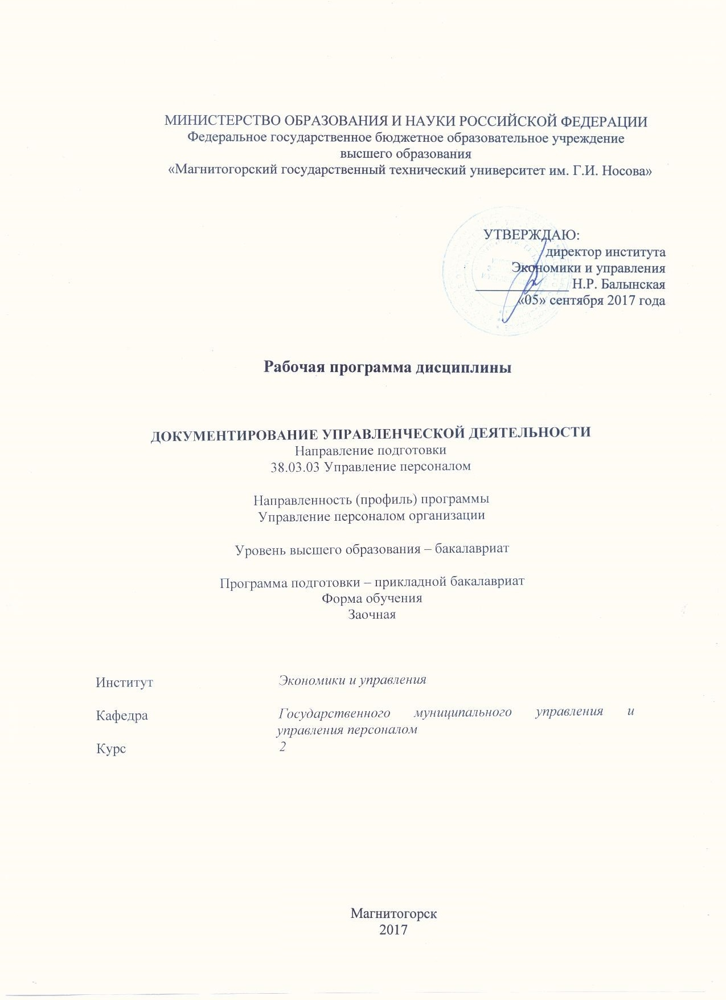 МИНИСТЕРСТВО ОБРАЗОВАНИЯ И НАУКИ РОССИЙСКОЙ ФЕДЕРАЦИИ
Федеральное государственное бюджетное образовательное учреждение
высшего образования
«Магнитогорский государственный технический университет им. Г.И. Носова»
УТВЕРЖДАЮ:
директор института
Экономики и управления
____________ Н.Р. Балынская
«05» сентября 2017 года
Рабочая программа дисциплины
ДОКУМЕНТИРОВАНИЕ УПРАВЛЕНЧЕСКОЙ ДЕЯТЕЛЬНОСТИ
Направление подготовки
38.03.03 Управление персоналом
Направленность (профиль) программы
Управление персоналом организации
Уровень высшего образования – бакалавриат
Программа подготовки – прикладной бакалавриат
Форма обучения
Заочная
Институт Экономики и управления
Кафедра Государственного муниципального управления и
управления персоналом
Курс 2
Магнитогорск
2017